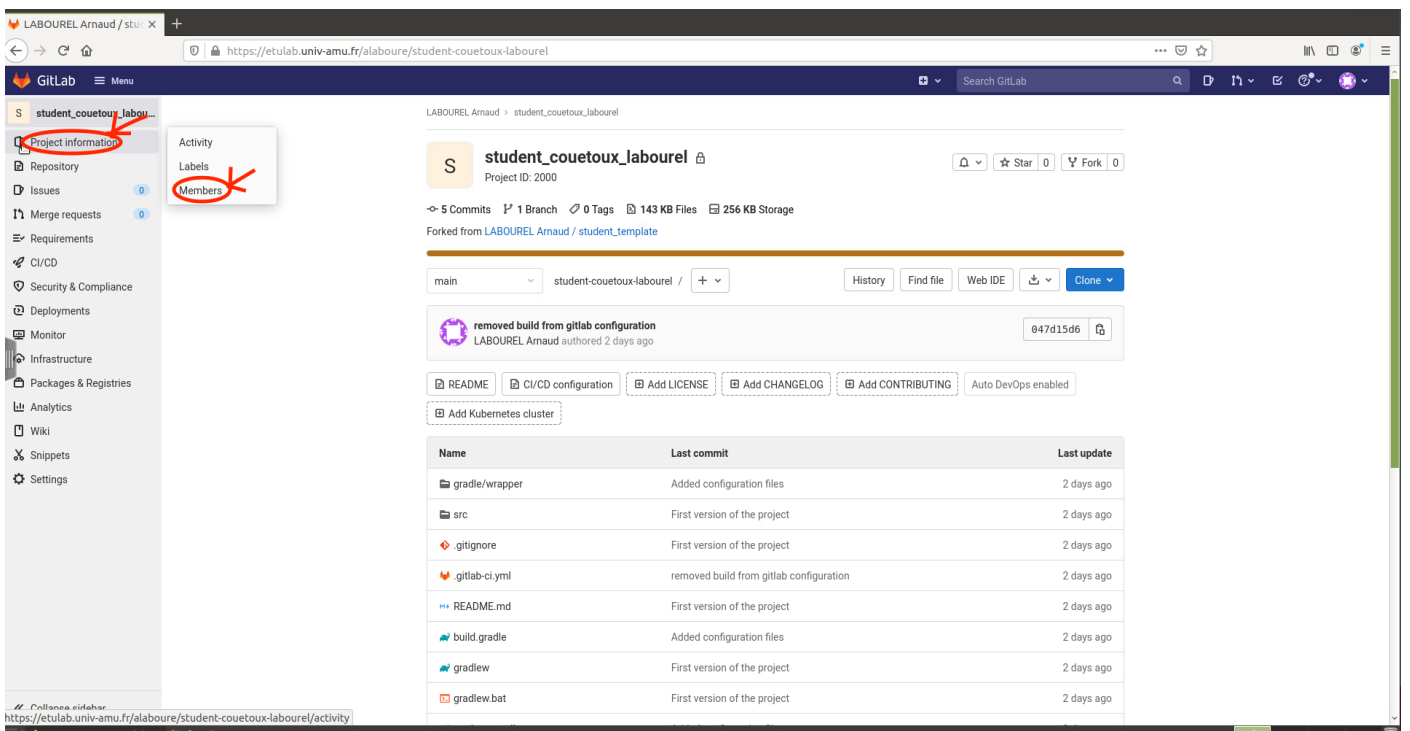 LABOUREL Arnaud / stud
https://etulab.univ-amu.fr/alaboure/student-couetoux-labourel
GitLab Menu Search GitLab
S student_couetoux_labou...
Project information
Repository
Issues 0
Merge requests 0
Requirements
CI/CD
Security & Compliance
Deployments
Monitor
Infrastructure
Packages & Registries
Analytics
Wiki
Snippets
Settings
Collapse sidebar
https://etulab.univ-amu.fr/alaboure/student-couetoux-labourel/activity
Activity
Labels
Members
LABOUREL Arnaud > student_couetoux_labourel
S
student_couetoux_labourel
Project ID: 2000
Star 0 Fork 0
5 Commits 1 Branch 0 Tags 143 KB Files 256 KB Storage
Forked from LABOUREL Arnaud / student_template
main student-couetoux-labourel / + History Find file Web IDE Clone
removed build from gitlab configuration
LABOUREL Arnaud authored 2 days ago
047d15d6
README CI/CD configuration Add LICENSE Add CHANGELOG Add CONTRIBUTING Auto DevOps enabled
Add Kubernetes cluster
Name Last commit Last update
gradle/wrapper Added configuration files 2 days ago
src First version of the project 2 days ago
.gitignore First version of the project 2 days ago
.gitlab-ci.yml removed build from gitlab configuration 2 days ago
README.md First version of the project 2 days ago
build.gradle Added configuration files 2 days ago
gradlew First version of the project 2 days ago
gradlew.bat First version of the project 2 days ago